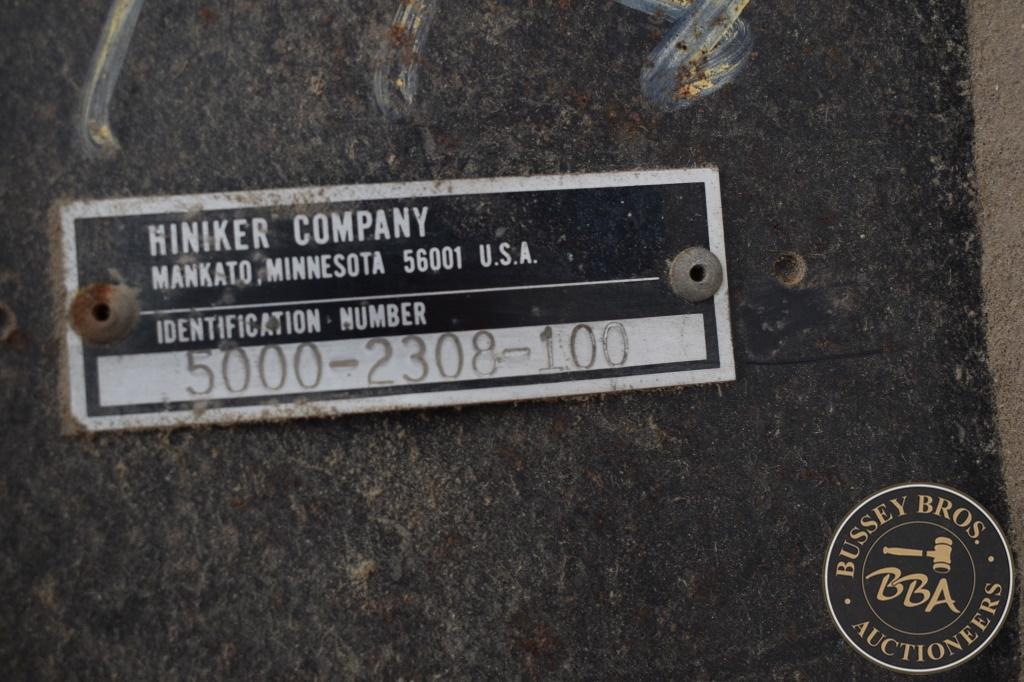 HINIKER COMPANY
MANKATO, MINNESOTA 56001 U.S.A.
IDENTIFICATION NUMBER
5000-2308-100
BUSSEY BROS.
BBA
AUCTIONEERS